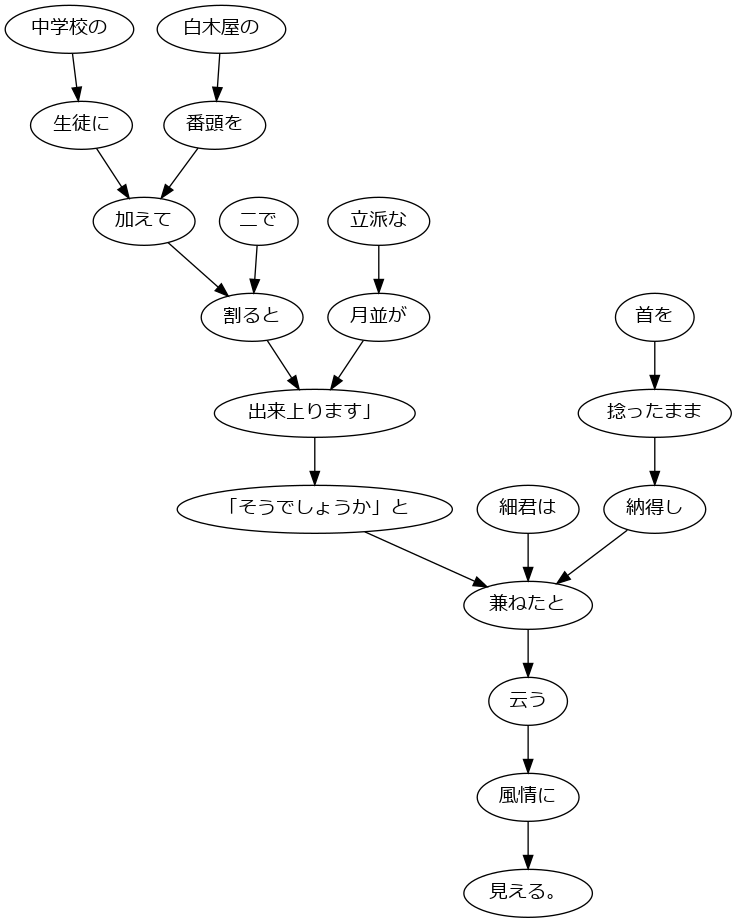 中学校の
白木屋の
生徒に
番頭を
加えて
二で
立派な
割ると
月並が
首を
出来上ります」
捻ったまま
「そうでしょうか」と
細君は
納得し
兼ねたと
云う
風情に
見える。